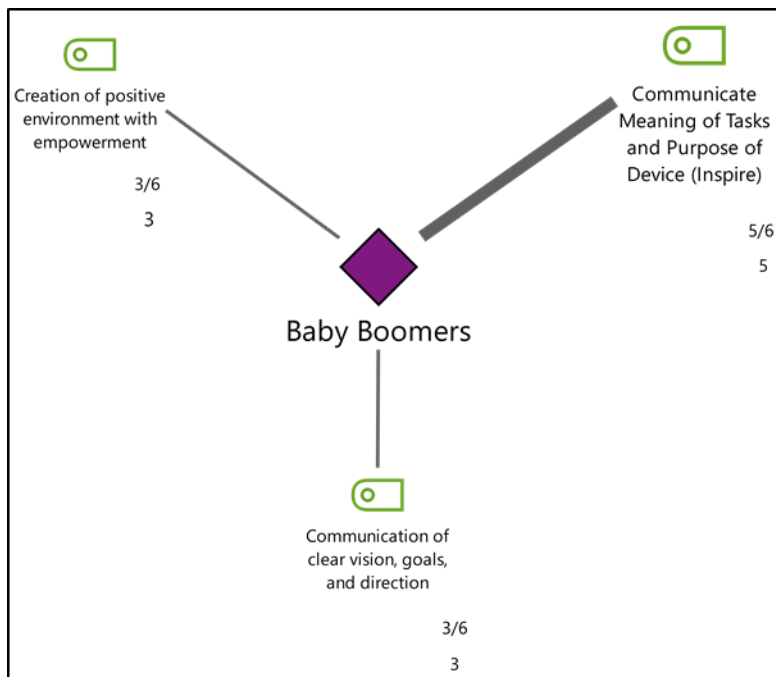 Creation of positive
environment with
empowerment
3/6
3
Communicate
Meaning of Tasks
and Purpose of
Device (Inspire)
5/6
5
Baby Boomers
Communication of
clear vision, goals,
and direction
3/6
3